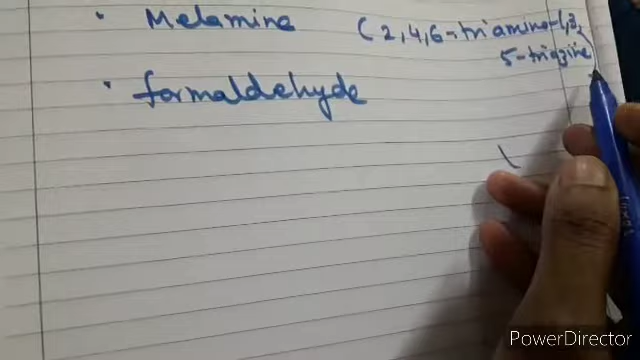 • Melamine (2,4,6-triamino-1,3,
5-triazine
• formaldehyde
PowerDirector